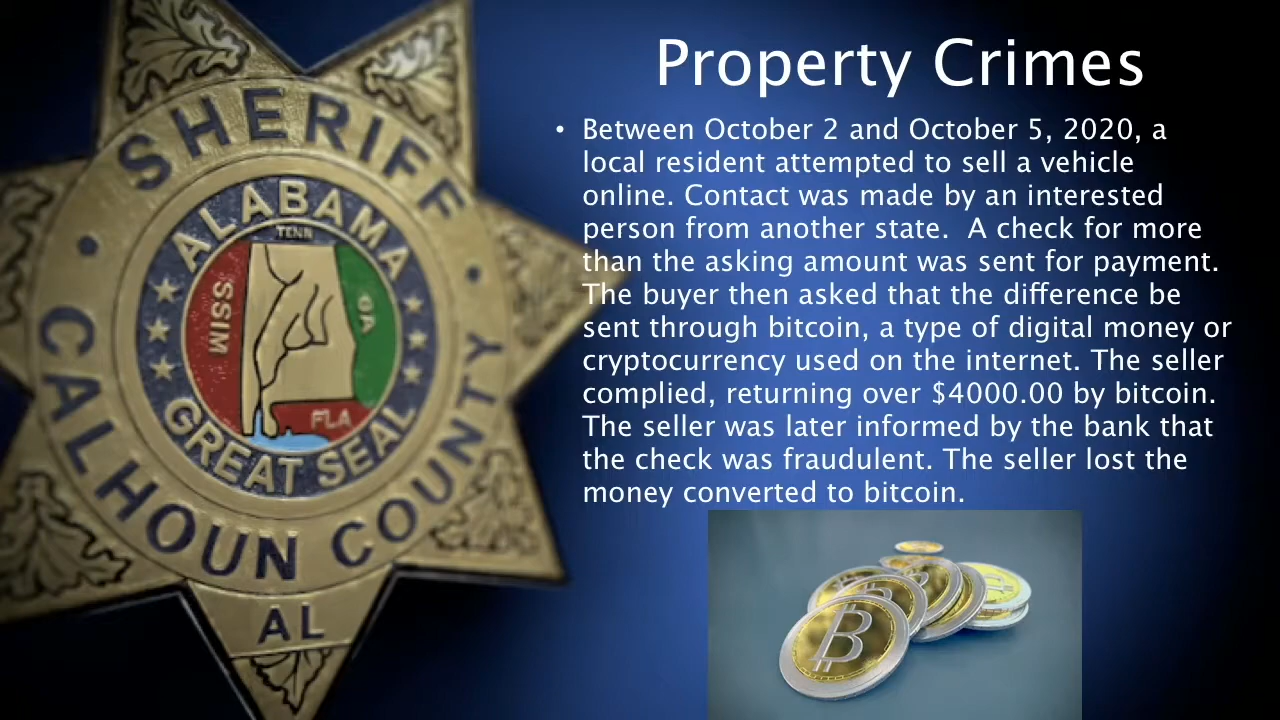 SHERIFF
ALABAMA
TENN
MISS
GA
FLA
GREAT SEAL
CALHOUN COUNTY
AL
Property Crimes
• Between October 2 and October 5, 2020, a
local resident attempted to sell a vehicle
online. Contact was made by an interested
person from another state.  A check for more
than the asking amount was sent for payment.
The buyer then asked that the difference be
sent through bitcoin, a type of digital money or
cryptocurrency used on the internet. The seller
complied, returning over $4000.00 by bitcoin.
The seller was later informed by the bank that
the check was fraudulent. The seller lost the
money converted to bitcoin.